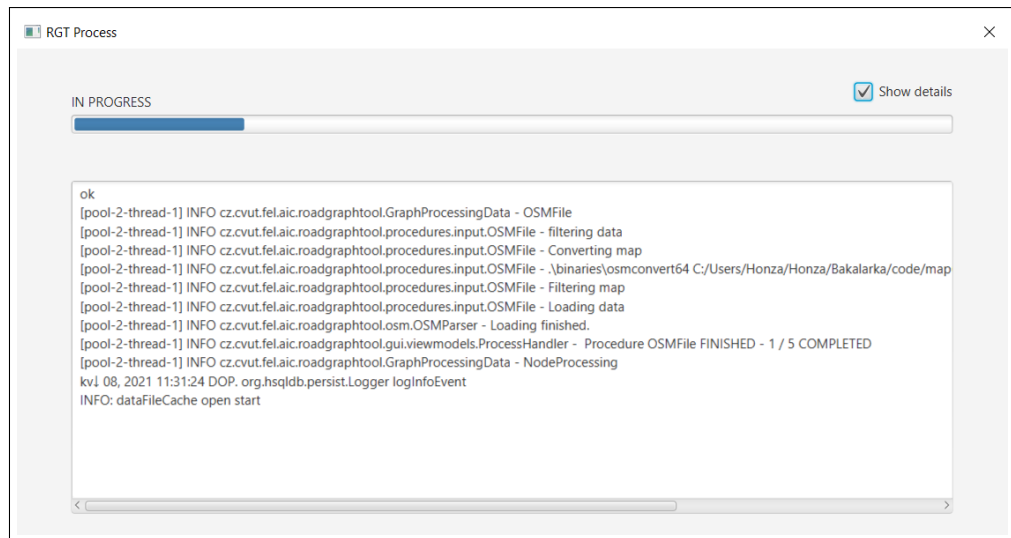 RGT Process
Show details
IN PROGRESS
ok
[pool-2-thread-1] INFO cz.cvut.fel.aic.roadgraphtool.GraphProcessingData - OSMFile
[pool-2-thread-1] INFO cz.cvut.fel.aic.roadgraphtool.procedures.input.OSMFile - filtering data
[pool-2-thread-1] INFO cz.cvut.fel.aic.roadgraphtool.procedures.input.OSMFile - Converting map
[pool-2-thread-1] INFO cz.cvut.fel.aic.roadgraphtool.procedures.input.OSMFile - .\binaries\osmconvert64 C:/Users/Honza/Honza/Bakalarka/code/map
[pool-2-thread-1] INFO cz.cvut.fel.aic.roadgraphtool.procedures.input.OSMFile - Filtering map
[pool-2-thread-1] INFO cz.cvut.fel.aic.roadgraphtool.procedures.input.OSMFile - Loading data
[pool-2-thread-1] INFO cz.cvut.fel.aic.roadgraphtool.osm.OSMParser - Loading finished.
[pool-2-thread-1] INFO cz.cvut.fel.aic.roadgraphtool.gui.viewmodels.ProcessHandler -  Procedure OSMFile FINISHED - 1 / 5 COMPLETED
[pool-2-thread-1] INFO cz.cvut.fel.aic.roadgraphtool.GraphProcessingData - NodeProcessing
kv↓ 08, 2021 11:31:24 DOP. org.hsqldb.persist.Logger logInfoEvent
INFO: dataFileCache open start